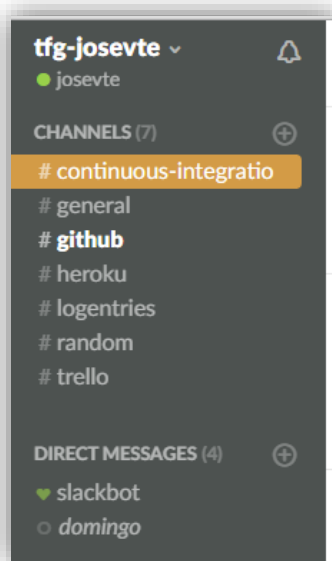 tfg-josevte
josevte
CHANNELS (7)
# continuous-integratio
# general
# github
# heroku
# logentries
# random
# trello
DIRECT MESSAGES (4)
slackbot
domingo